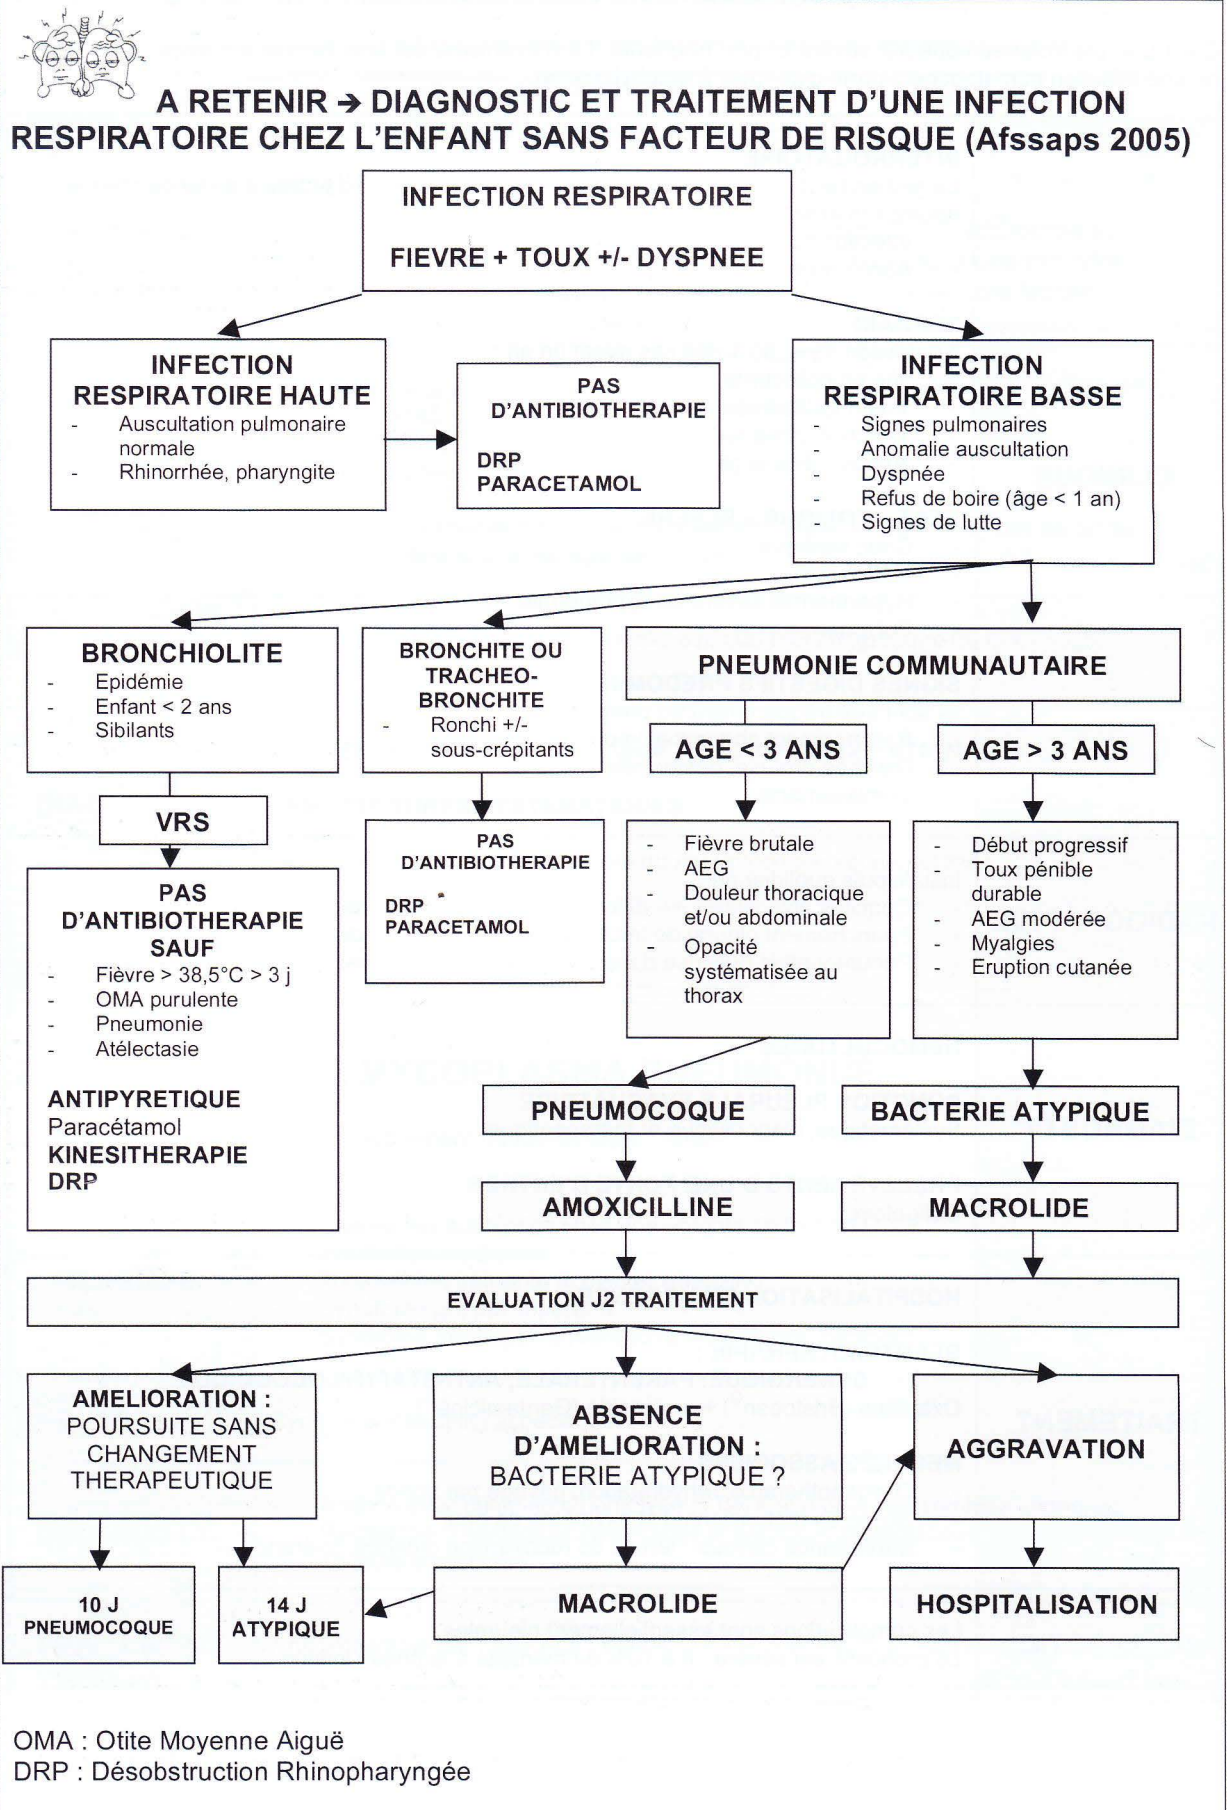 A RETENIR → DIAGNOSTIC ET TRAITEMENT D'UNE INFECTION
RESPIRATOIRE CHEZ L'ENFANT SANS FACTEUR DE RISQUE (Afssaps 2005)
INFECTION RESPIRATOIRE
FIEVRE + TOUX +/- DYSPNEE
INFECTION
RESPIRATOIRE HAUTE
- Auscultation pulmonaire
normale
- Rhinorrhée, pharyngite
PAS
D'ANTIBIOTHERAPIE
DRP
PARACETAMOL
INFECTION
RESPIRATOIRE BASSE
- Signes pulmonaires
- Anomalie auscultation
- Dyspnée
- Refus de boire (âge < 1 an)
- Signes de lutte
BRONCHIOLITE
- Epidémie
- Enfant < 2 ans
- Sibilants
BRONCHITE OU
TRACHEO-
BRONCHITE
- Ronchi +/-
sous-crépitants
PNEUMONIE COMMUNAUTAIRE
AGE < 3 ANS
AGE > 3 ANS
VRS
PAS
D'ANTIBIOTHERAPIE
SAUF
- Fièvre > 38,5°C > 3 j
- OMA purulente
- Pneumonie
- Atélectasie
ANTIPYRETIQUE
Paracétamol
KINESITHERAPIE
DRP
PAS
D'ANTIBIOTHERAPIE
DRP
PARACETAMOL
- Fièvre brutale
- AEG
- Douleur thoracique
et/ou abdominale
- Opacité
systématisée au
thorax
- Début progressif
- Toux pénible
durable
- AEG modérée
- Myalgies
- Eruption cutanée
PNEUMOCOQUE
BACTERIE ATYPIQUE
AMOXICILLINE
MACROLIDE
EVALUATION J2 TRAITEMENT
AMELIORATION :
POURSUITE SANS
CHANGEMENT
THERAPEUTIQUE
ABSENCE
D'AMELIORATION :
BACTERIE ATYPIQUE ?
AGGRAVATION
10 J
PNEUMOCOQUE
14 J
ATYPIQUE
MACROLIDE
HOSPITALISATION
OMA : Otite Moyenne Aiguë
DRP : Désobstruction Rhinopharyngée